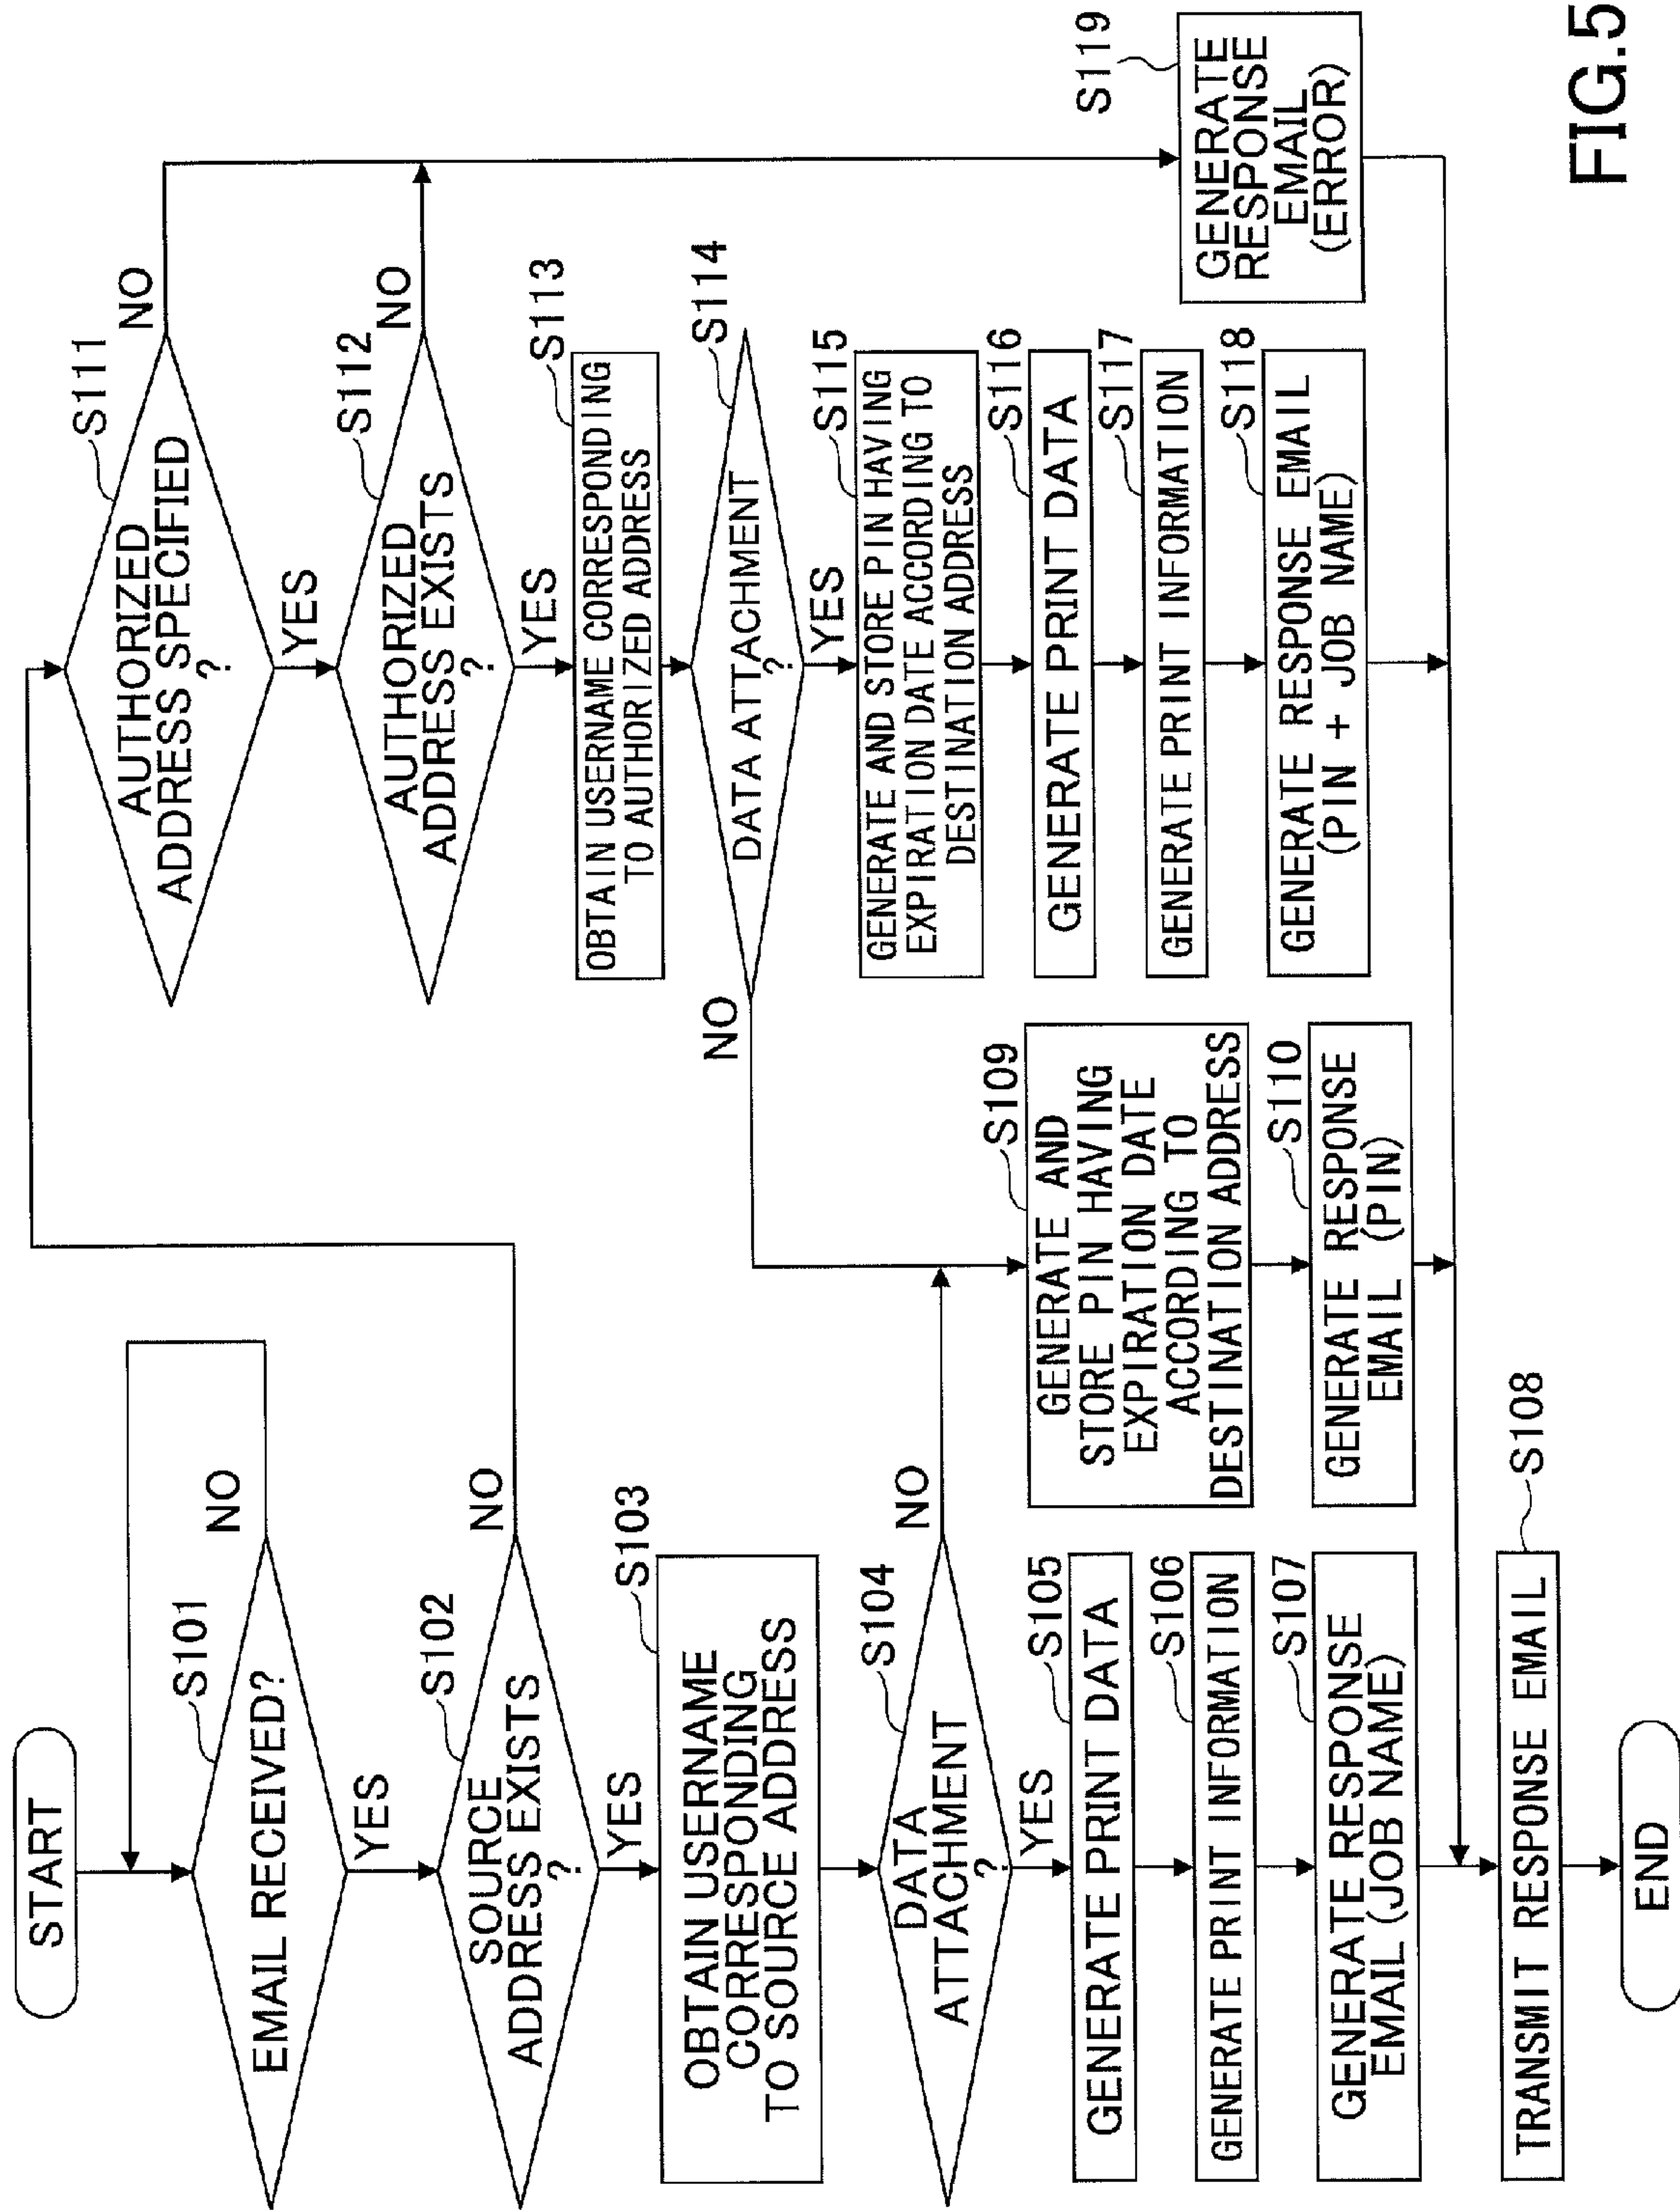 START
S101
EMAIL RECEIVED?
NO
YES
S102
SOURCE
ADDRESS EXISTS
?
NO
YES
S103
OBTAIN USERNAME
CORRESPONDING
TO SOURCE ADDRESS
S104
DATA
ATTACHMENT
?
NO
YES
S105
GENERATE PRINT DATA
S106
GENERATE PRINT INFORMATION
S107
GENERATE RESPONSE
EMAIL (JOB NAME)
S108
TRANSMIT RESPONSE EMAIL
END
S109
GENERATE AND
STORE PIN HAVING
EXPIRATION DATE
ACCORDING TO
DESTINATION ADDRESS
S110
GENERATE RESPONSE
EMAIL (PIN)
S111
AUTHORIZED
ADDRESS SPECIFIED
?
NO
YES
S112
AUTHORIZED
ADDRESS EXISTS
?
NO
YES
S113
OBTAIN USERNAME CORRESPONDING
TO AUTHORIZED ADDRESS
S114
DATA ATTACHMENT
?
NO
YES
S115
GENERATE AND STORE PIN HAVING
EXPIRATION DATE ACCORDING TO
DESTINATION ADDRESS
S116
GENERATE PRINT DATA
S117
GENERATE PRINT INFORMATION
S118
GENERATE RESPONSE EMAIL
(PIN + JOB NAME)
S119
GENERATE
RESPONSE
EMAIL
(ERROR)
FIG.5